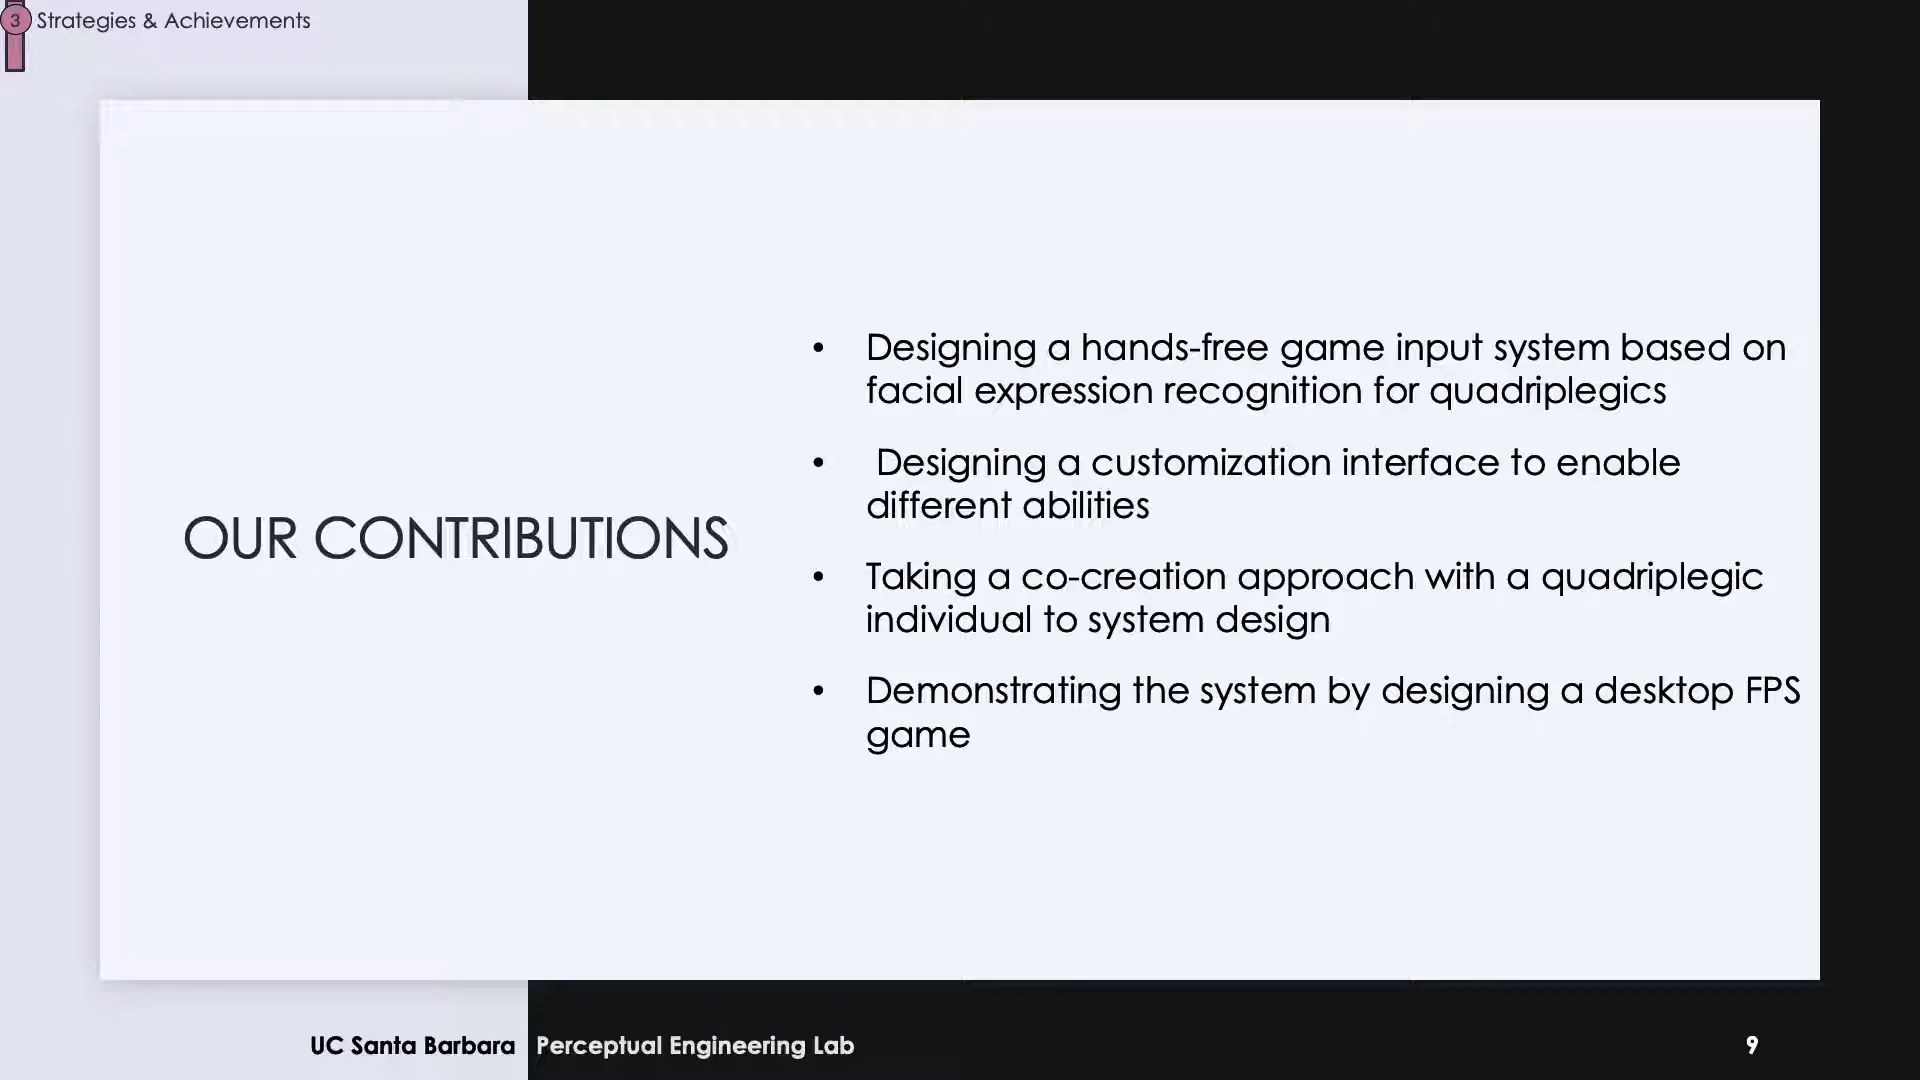 3 Strategies & Achievements
OUR CONTRIBUTIONS
• Designing a hands-free game input system based on
facial expression recognition for quadriplegics
• Designing a customization interface to enable
different abilities
• Taking a co-creation approach with a quadriplegic
individual to system design
• Demonstrating the system by designing a desktop FPS
game
UC Santa Barbara Perceptual Engineering Lab
9